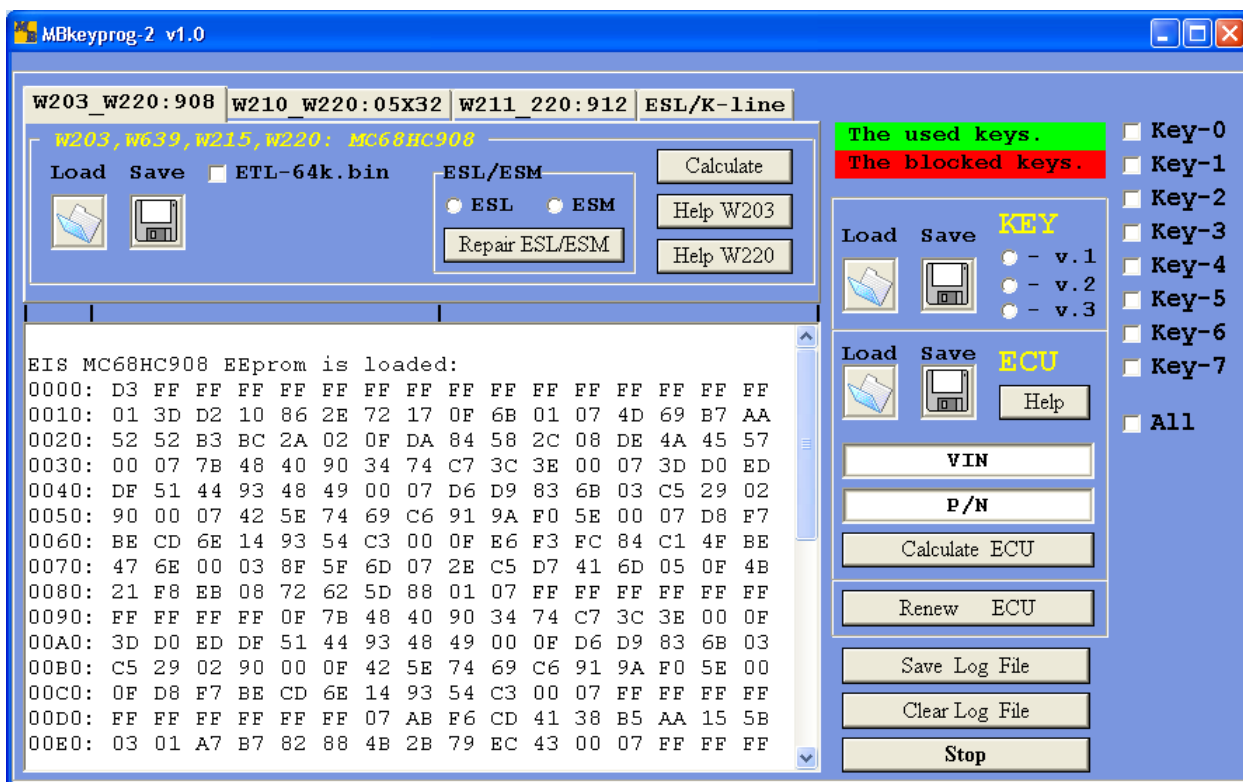 MBkeyprog-2 v1.0
W203_W220:908 W210_W220:05X32 W211_220:912 ESL/K-line
W203,W639,W215,W220: MC68HC908
Load Save ETL-64k.bin
ESL/ESM
ESL ESM
Repair ESL/ESM
Calculate
Help W203
Help W220
EIS MC68HC908 EEprom is loaded:
0000: D3 FF FF FF FF FF FF FF FF FF FF FF FF FF FF FF
0010: 01 3D D2 10 86 2E 72 17 0F 6B 01 07 4D 69 B7 AA
0020: 52 52 B3 BC 2A 02 0F DA 84 58 2C 08 DE 4A 45 57
0030: 00 07 7B 48 40 90 34 74 C7 3C 3E 00 07 3D D0 ED
0040: DF 51 44 93 48 49 00 07 D6 D9 83 6B 03 C5 29 02
0050: 90 00 07 42 5E 74 69 C6 91 9A F0 5E 00 07 D8 F7
0060: BE CD 6E 14 93 54 C3 00 0F E6 F3 FC 84 C1 4F BE
0070: 47 6E 00 03 8F 5F 6D 07 2E C5 D7 41 6D 05 0F 4B
0080: 21 F8 EB 08 72 62 5D 88 01 07 FF FF FF FF FF FF
0090: FF FF FF FF 0F 7B 48 40 90 34 74 C7 3C 3E 00 0F
00A0: 3D D0 ED DF 51 44 93 48 49 00 0F D6 D9 83 6B 03
00B0: C5 29 02 90 00 0F 42 5E 74 69 C6 91 9A F0 5E 00
00C0: 0F D8 F7 BE CD 6E 14 93 54 C3 00 07 FF FF FF FF
00D0: FF FF FF FF FF FF 07 AB F6 CD 41 38 B5 AA 15 5B
00E0: 03 01 A7 B7 82 88 4B 2B 79 EC 43 00 07 FF FF FF
The used keys.
The blocked keys.
Load Save KEY
- v.1
- v.2
- v.3
Load Save ECU
Help
VIN
P/N
Calculate ECU
Renew ECU
Save Log File
Clear Log File
Stop
Key-0
Key-1
Key-2
Key-3
Key-4
Key-5
Key-6
Key-7
All